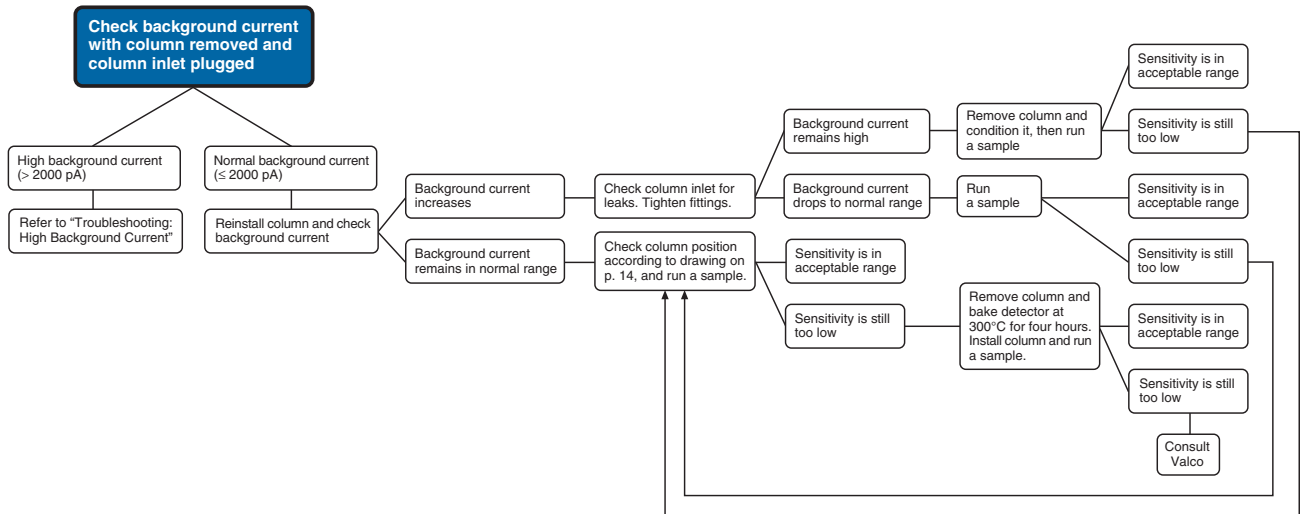 Check background current
with column removed and
column inlet plugged
High background current
(> 2000 pA)
Refer to “Troubleshooting:
High Background Current”
Normal background current
(≤ 2000 pA)
Reinstall column and check
background current
Background current
increases
Check column inlet for
leaks. Tighten fittings.
Background current
remains high
Remove column and
condition it, then run
a sample
Sensitivity is in
acceptable range
Sensitivity is still
too low
Background current
drops to normal range
Run
a sample
Sensitivity is in
acceptable range
Sensitivity is still
too low
Background current
remains in normal range
Check column position
according to drawing on
p. 14, and run a sample.
Sensitivity is in
acceptable range
Sensitivity is still
too low
Remove column and
bake detector at
300°C for four hours.
Install column and run
a sample.
Sensitivity is in
acceptable range
Sensitivity is still
too low
Consult
Valco